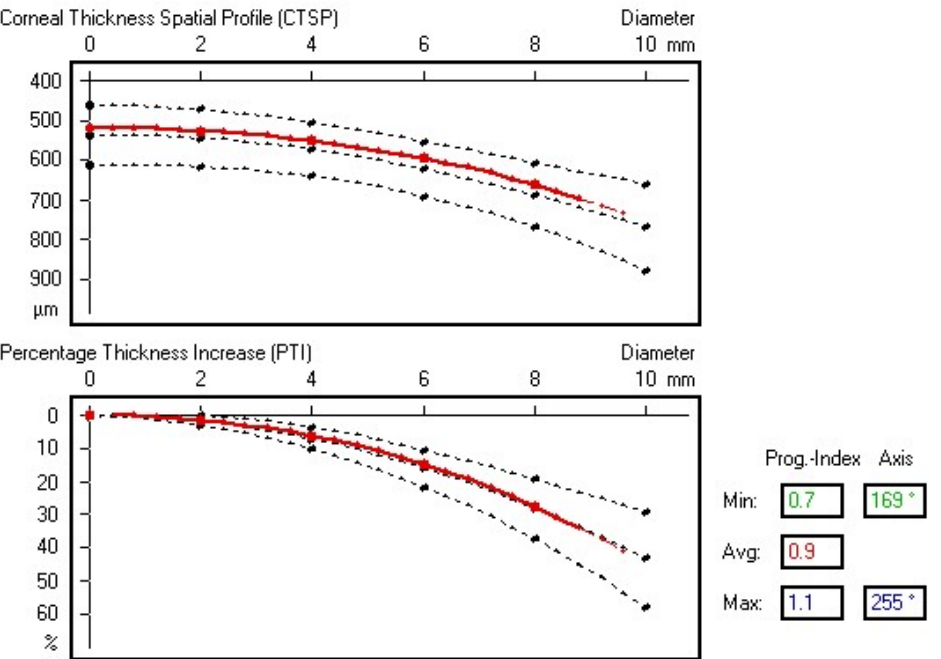 Corneal Thickness Spatial Profile (CTSP) Diameter
0 2 4 6 8 10 mm
400
500
600
700
800
900
µm
Percentage Thickness Increase (PTI) Diameter
0 2 4 6 8 10 mm
0
10
20
30
40
50
60
%
Prog.-Index Axis
Min: 0.7 169 °
Avg: 0.9
Max: 1.1 255 °